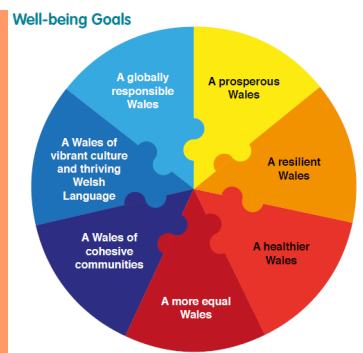 Well-being Goals
A prosperous
Wales
A resilient
Wales
A healthier
Wales
A more equal
Wales
A Wales of
cohesive
communities
A Wales of
vibrant culture
and thriving
Welsh
Language
A globally
responsible
Wales